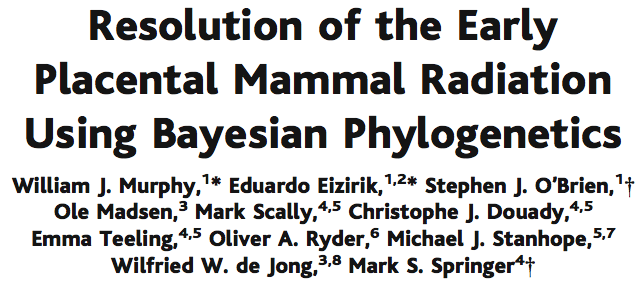 Resolution of the Early
Placental Mammal Radiation
Using Bayesian Phylogenetics
William J. Murphy,¹* Eduardo Eizirik,¹,²* Stephen J. O'Brien,¹†
Ole Madsen,³ Mark Scally,⁴,⁵ Christophe J. Douady,⁴,⁵
Emma Teeling,⁴,⁵ Oliver A. Ryder,⁶ Michael J. Stanhope,⁵,⁷
Wilfried W. de Jong,³,⁸ Mark S. Springer⁴†